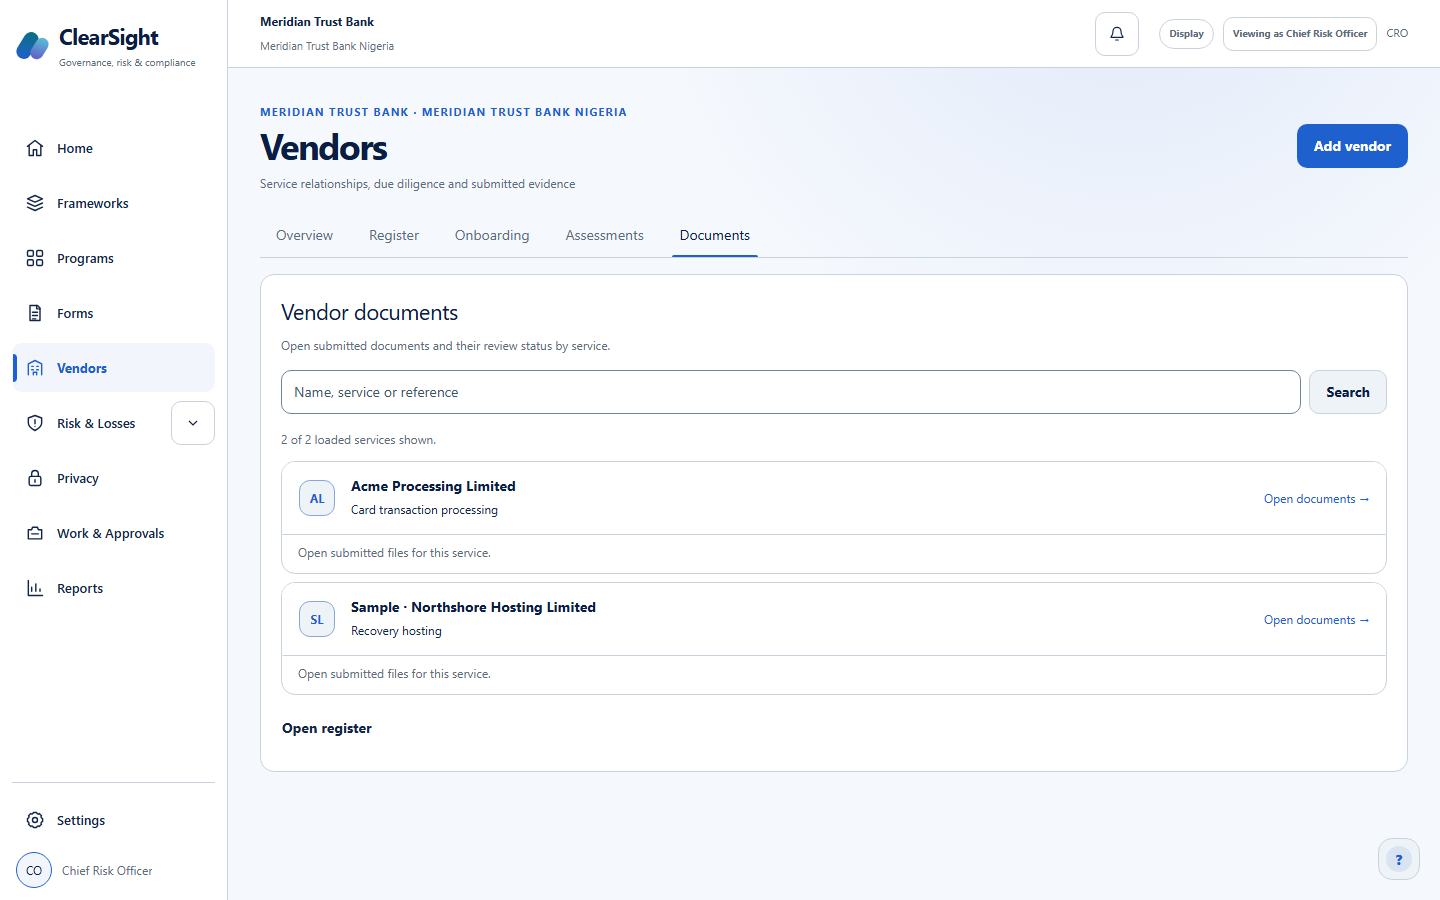 ClearSight
Governance, risk & compliance
Home
Frameworks
Programs
Forms
Vendors
Risk & Losses
Privacy
Work & Approvals
Reports
Settings
CO
Chief Risk Officer
Meridian Trust Bank
Meridian Trust Bank Nigeria
Display
Viewing as Chief Risk Officer
CRO
MERIDIAN TRUST BANK · MERIDIAN TRUST BANK NIGERIA
Vendors
Service relationships, due diligence and submitted evidence
Add vendor
Overview
Register
Onboarding
Assessments
Documents
Vendor documents
Open submitted documents and their review status by service.
Name, service or reference
Search
2 of 2 loaded services shown.
AL
Acme Processing Limited
Card transaction processing
Open documents →
Open submitted files for this service.
SL
Sample · Northshore Hosting Limited
Recovery hosting
Open documents →
Open submitted files for this service.
Open register
?